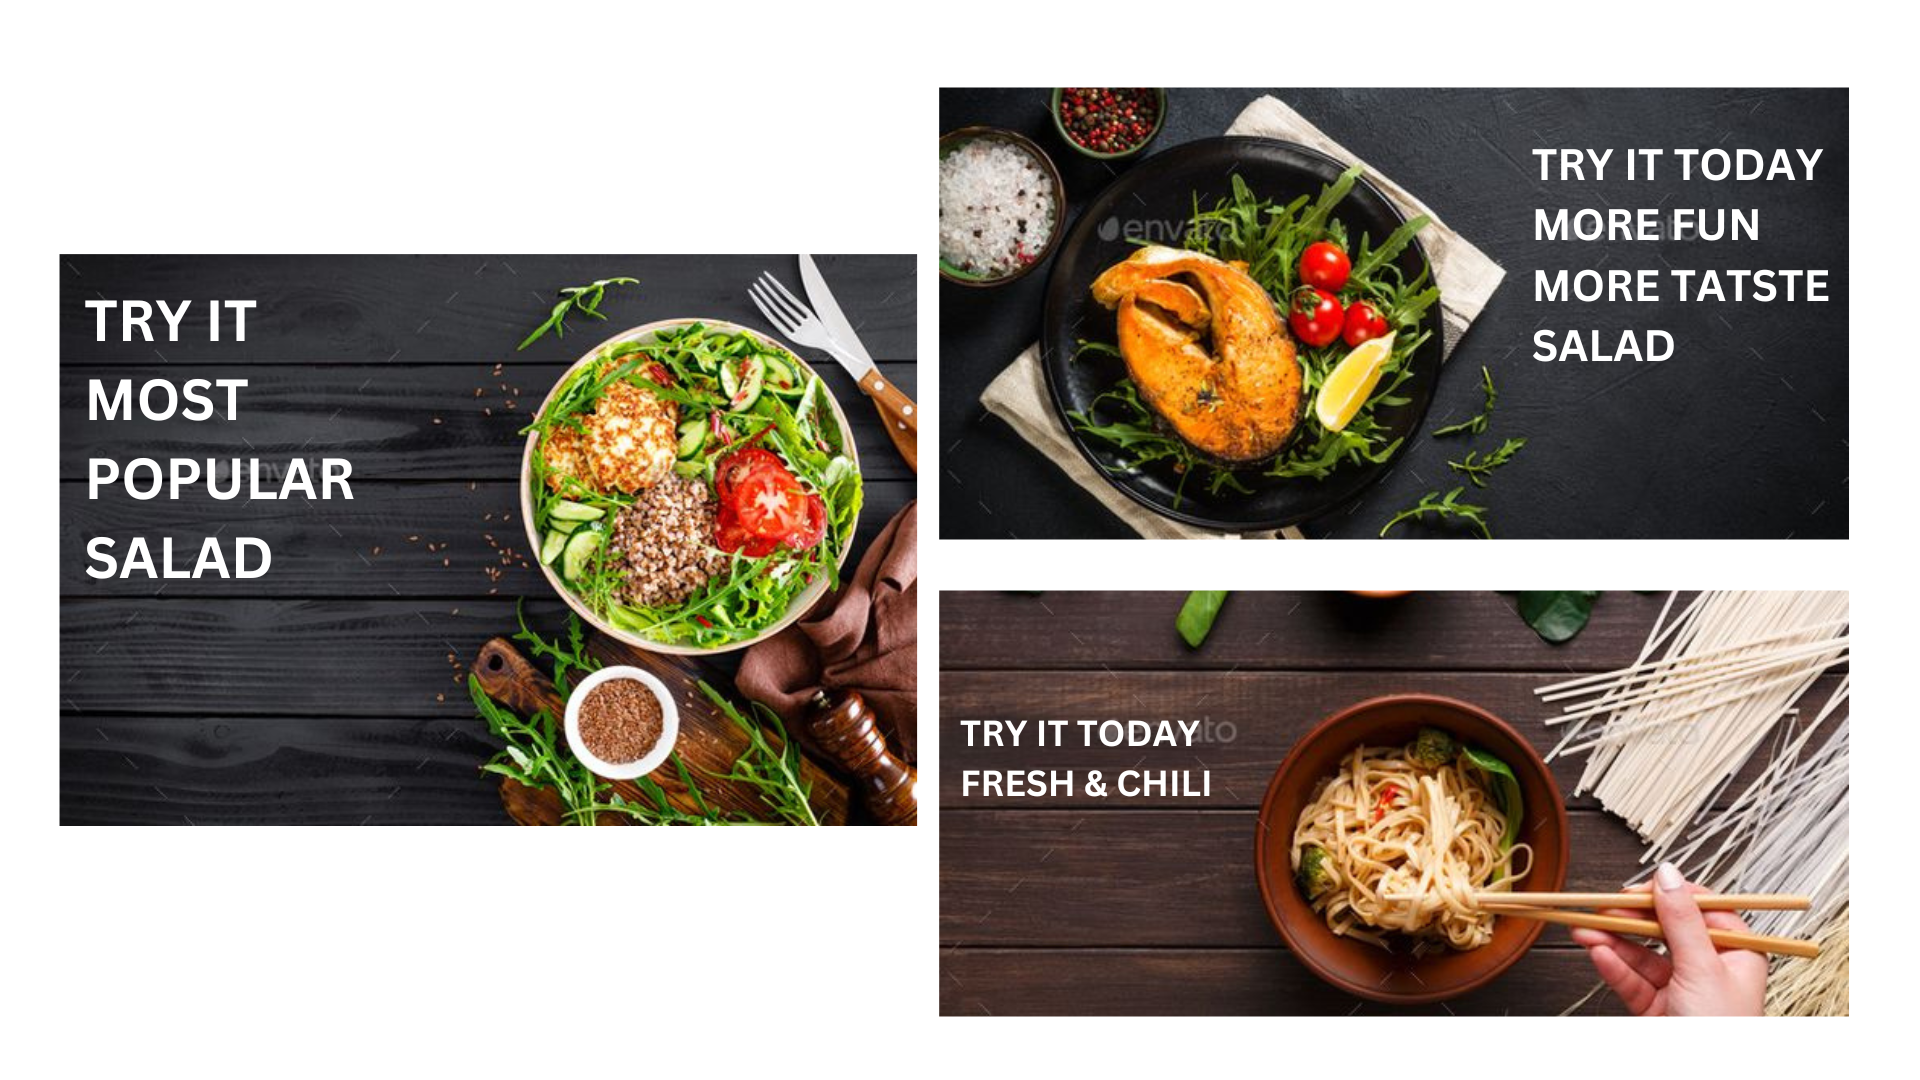 TRY IT
MOST
POPULAR
SALAD
TRY IT TODAY
MORE FUN
MORE TATSTE
SALAD
envato
TRY IT TODAY
FRESH & CHILI
envato